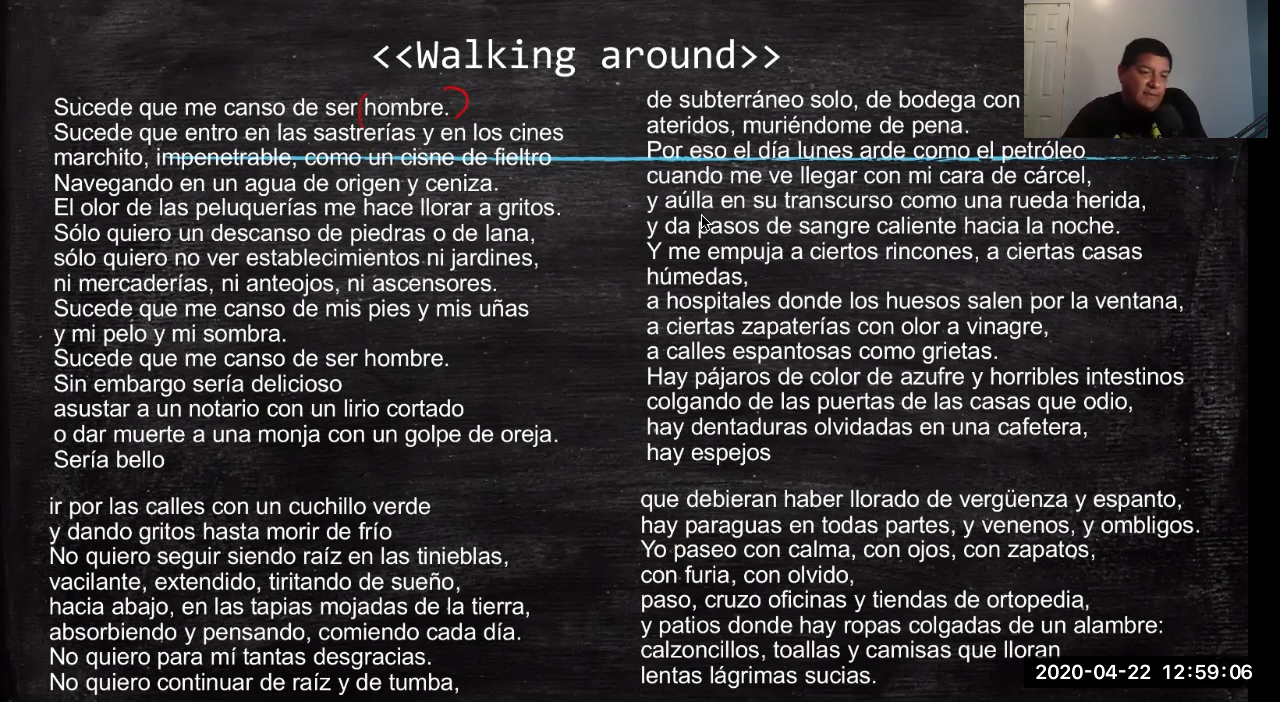 <<Walking around>>
Sucede que me canso de ser hombre.
Sucede que entro en las sastrerías y en los cines
marchito, impenetrable, como un cisne de fieltro
Navegando en un agua de origen y ceniza.
El olor de las peluquerías me hace llorar a gritos.
Sólo quiero un descanso de piedras o de lana,
sólo quiero no ver establecimientos ni jardines,
ni mercaderías, ni anteojos, ni ascensores.
Sucede que me canso de mis pies y mis uñas
y mi pelo y mi sombra.
Sucede que me canso de ser hombre.
Sin embargo sería delicioso
asustar a un notario con un lirio cortado
o dar muerte a una monja con un golpe de oreja.
Sería bello
ir por las calles con un cuchillo verde
y dando gritos hasta morir de frío
No quiero seguir siendo raíz en las tinieblas,
vacilante, extendido, tiritando de sueño,
hacia abajo, en las tapias mojadas de la tierra,
absorbiendo y pensando, comiendo cada día.
No quiero para mí tantas desgracias.
No quiero continuar de raíz y de tumba,
de subterráneo solo, de bodega con
ateridos, muriéndome de pena.
Por eso el día lunes arde como el petróleo
cuando me ve llegar con mi cara de cárcel,
y aúlla en su transcurso como una rueda herida,
y da pasos de sangre caliente hacia la noche.
Y me empuja a ciertos rincones, a ciertas casas
húmedas,
a hospitales donde los huesos salen por la ventana,
a ciertas zapaterías con olor a vinagre,
a calles espantosas como grietas.
Hay pájaros de color de azufre y horribles intestinos
colgando de las puertas de las casas que odio,
hay dentaduras olvidadas en una cafetera,
hay espejos
que debieran haber llorado de vergüenza y espanto,
hay paraguas en todas partes, y venenos, y ombligos.
Yo paseo con calma, con ojos, con zapatos,
con furia, con olvido,
paso, cruzo oficinas y tiendas de ortopedia,
y patios donde hay ropas colgadas de un alambre:
calzoncillos, toallas y camisas que lloran
lentas lágrimas sucias.
2020-04-22 12:59:06